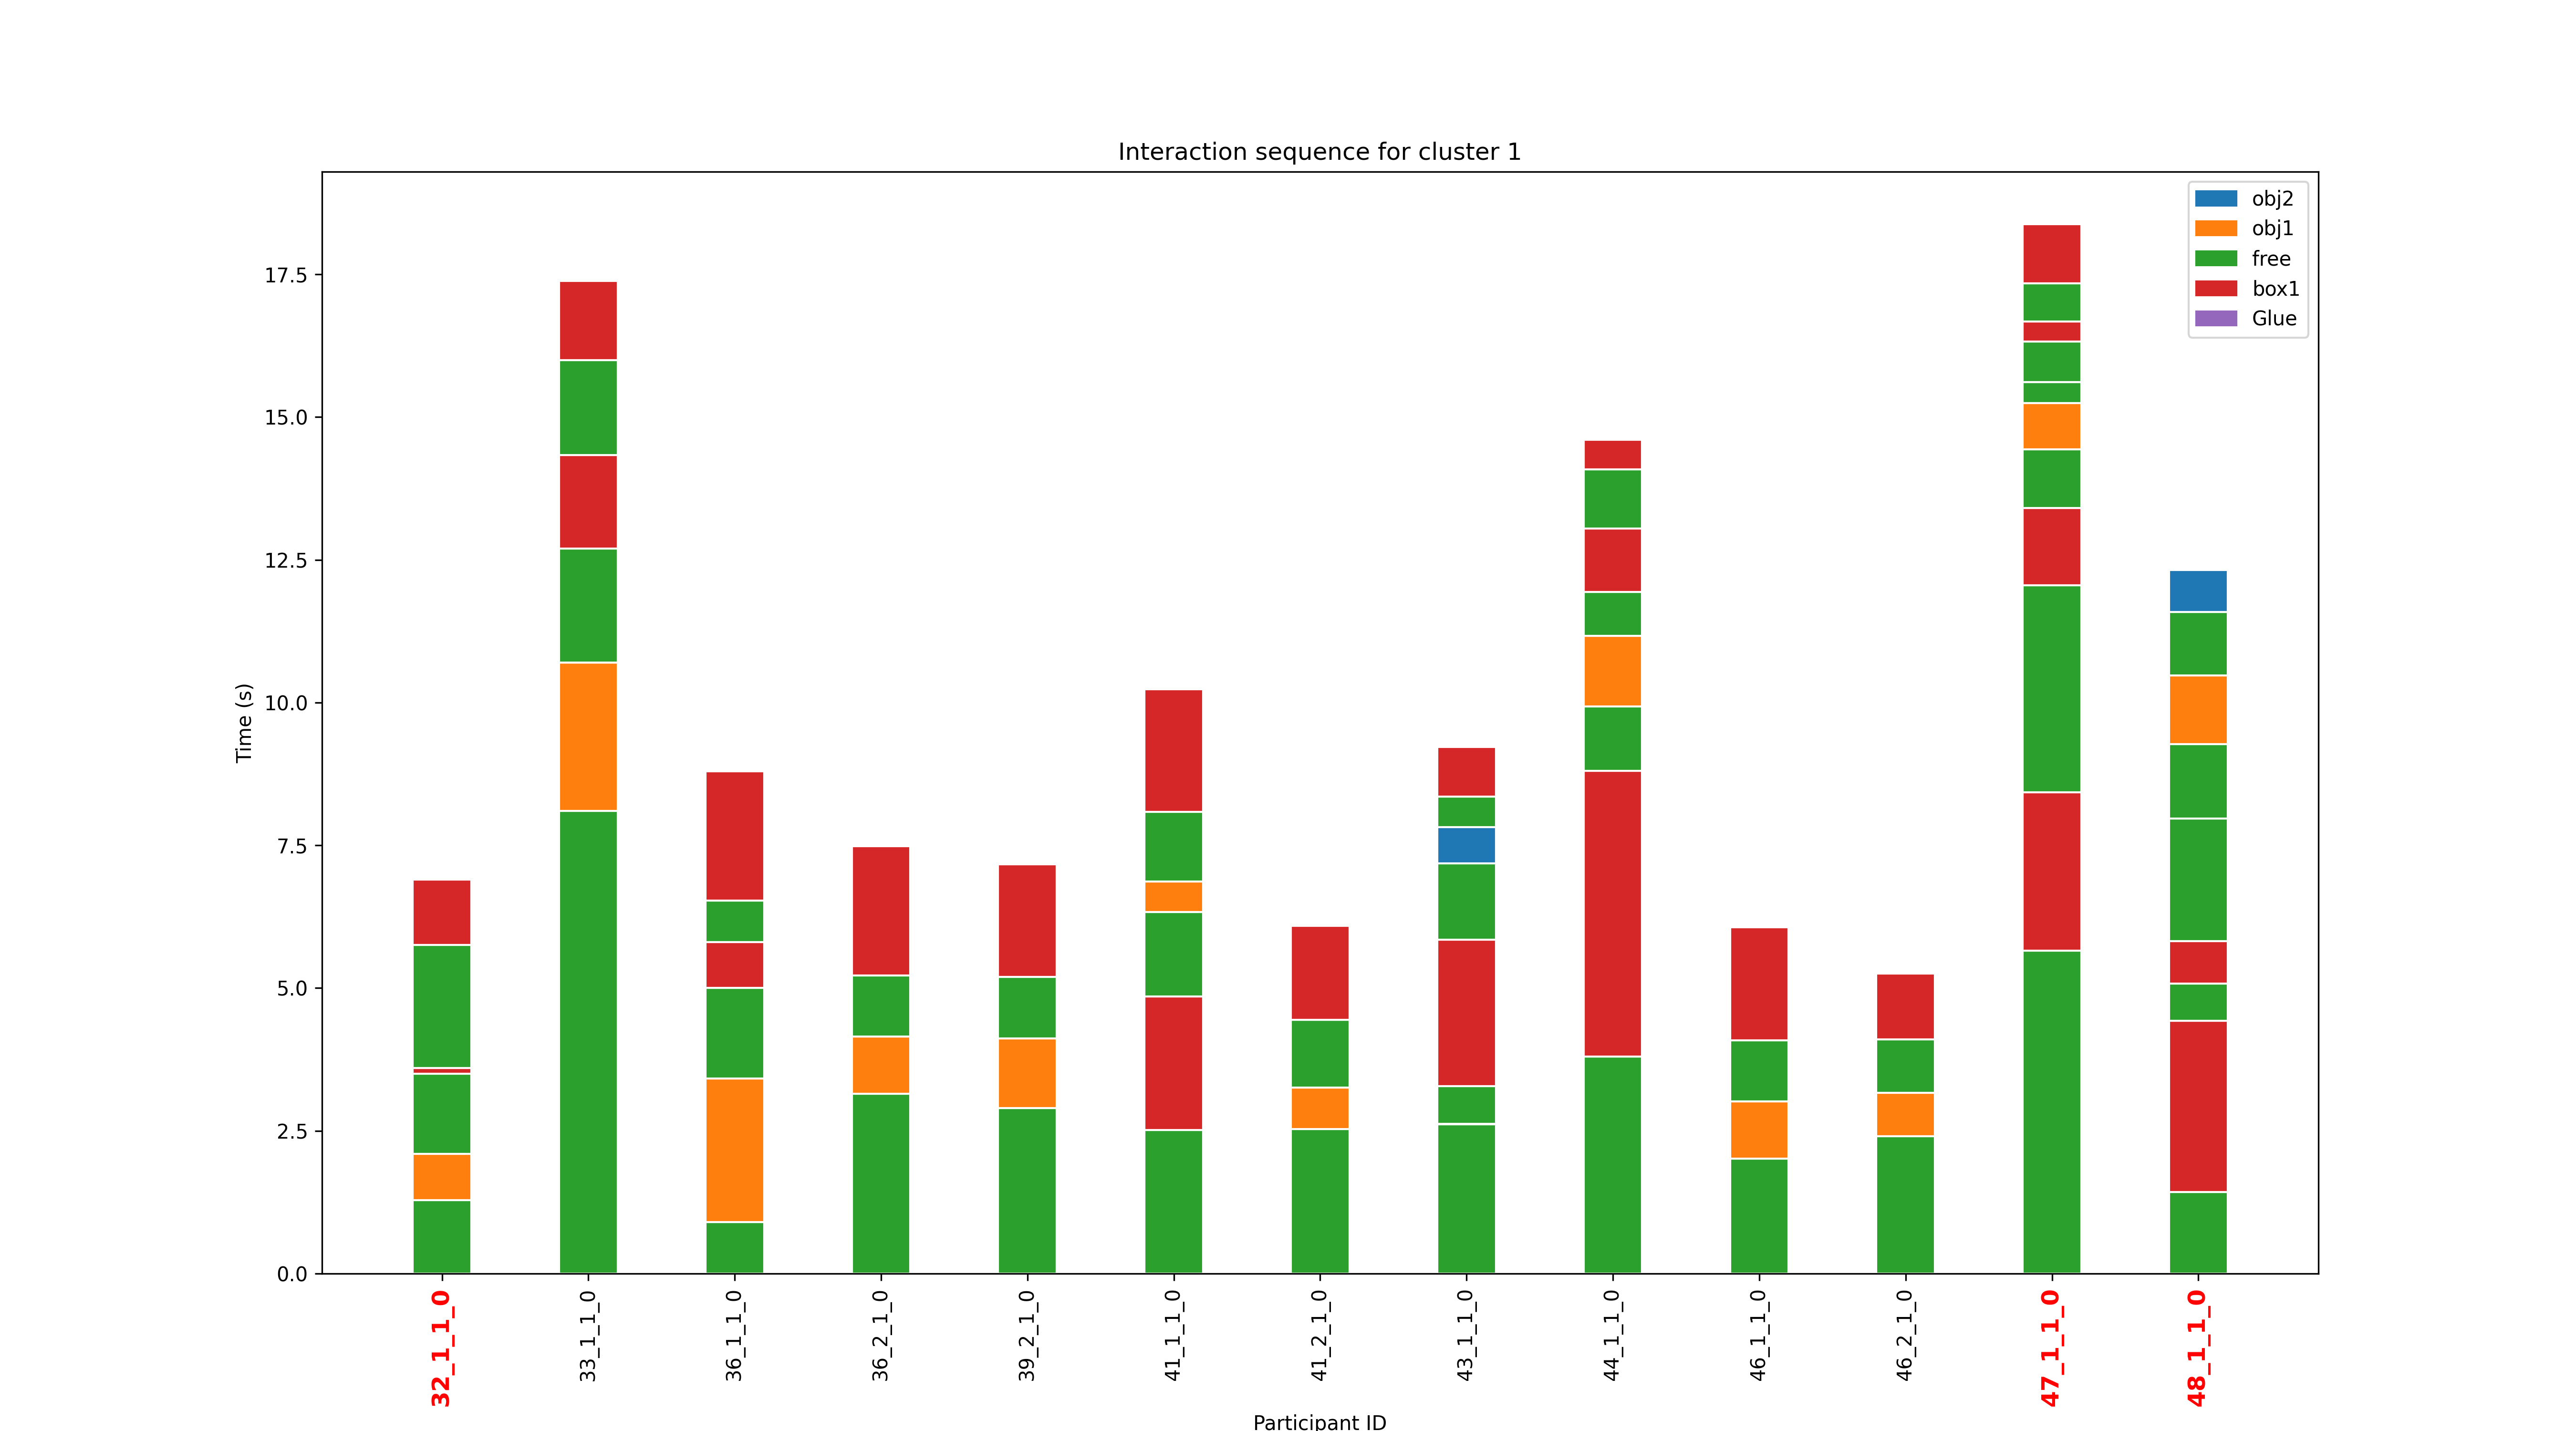 Interaction sequence for cluster 1
obj2
obj1
free
box1
Glue
17.5
15.0
12.5
10.0
7.5
5.0
2.5
0.0
Time (s)
32_1_1_0
33_1_1_0
36_1_1_0
36_2_1_0
39_2_1_0
41_1_1_0
41_2_1_0
43_1_1_0
44_1_1_0
46_1_1_0
46_2_1_0
47_1_1_0
48_1_1_0
Participant ID